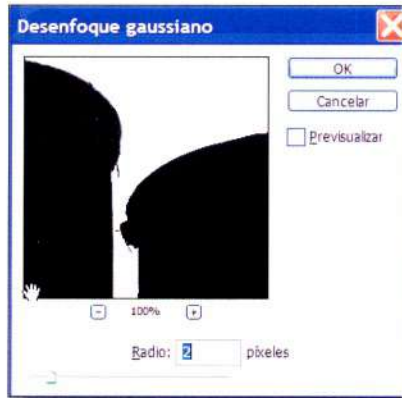 Desenfoque gaussiano
OK
Cancelar
Previsualizar
100%
Radio: 2 píxeles